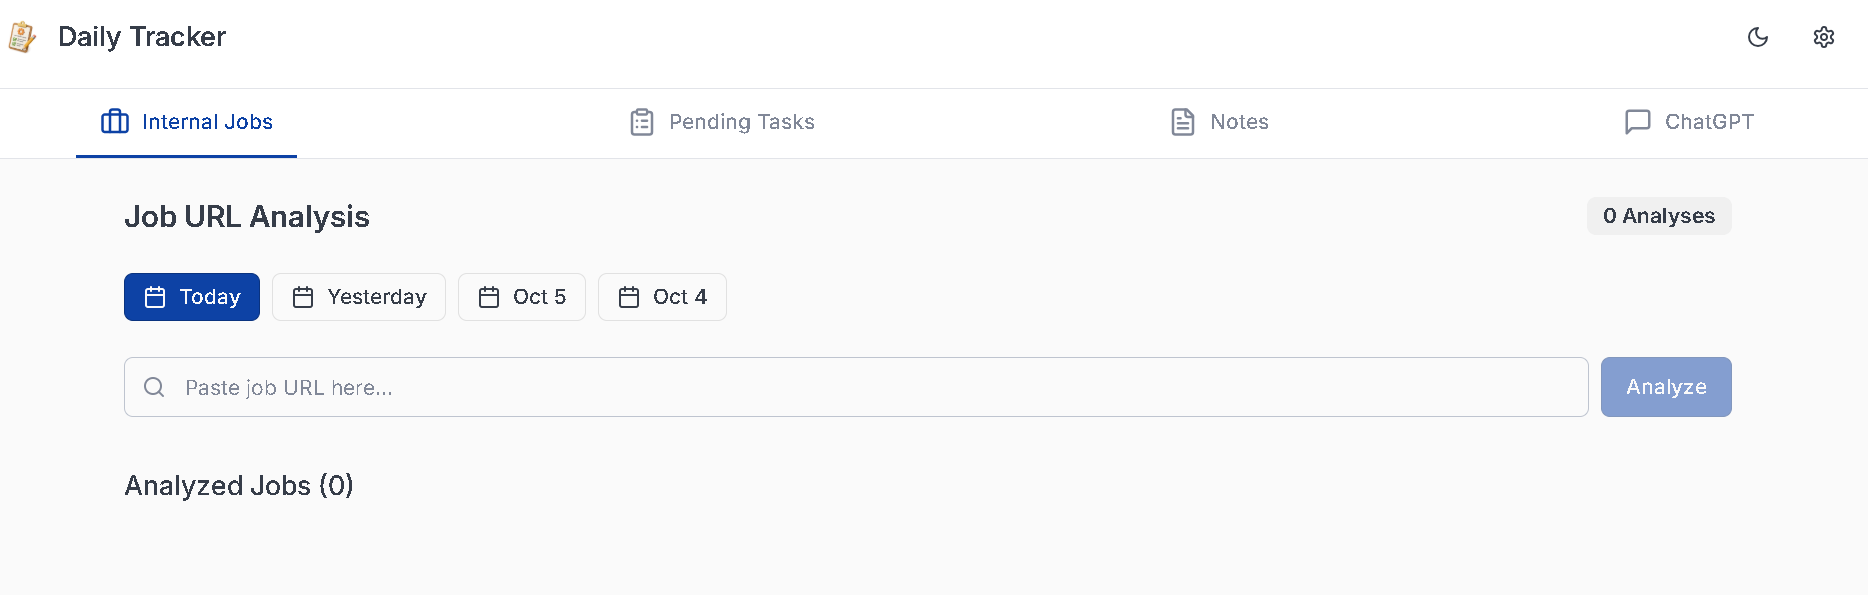 Daily Tracker
Internal Jobs
Pending Tasks
Notes
ChatGPT
Job URL Analysis
0 Analyses
Today
Yesterday
Oct 5
Oct 4
Paste job URL here...
Analyze
Analyzed Jobs (0)